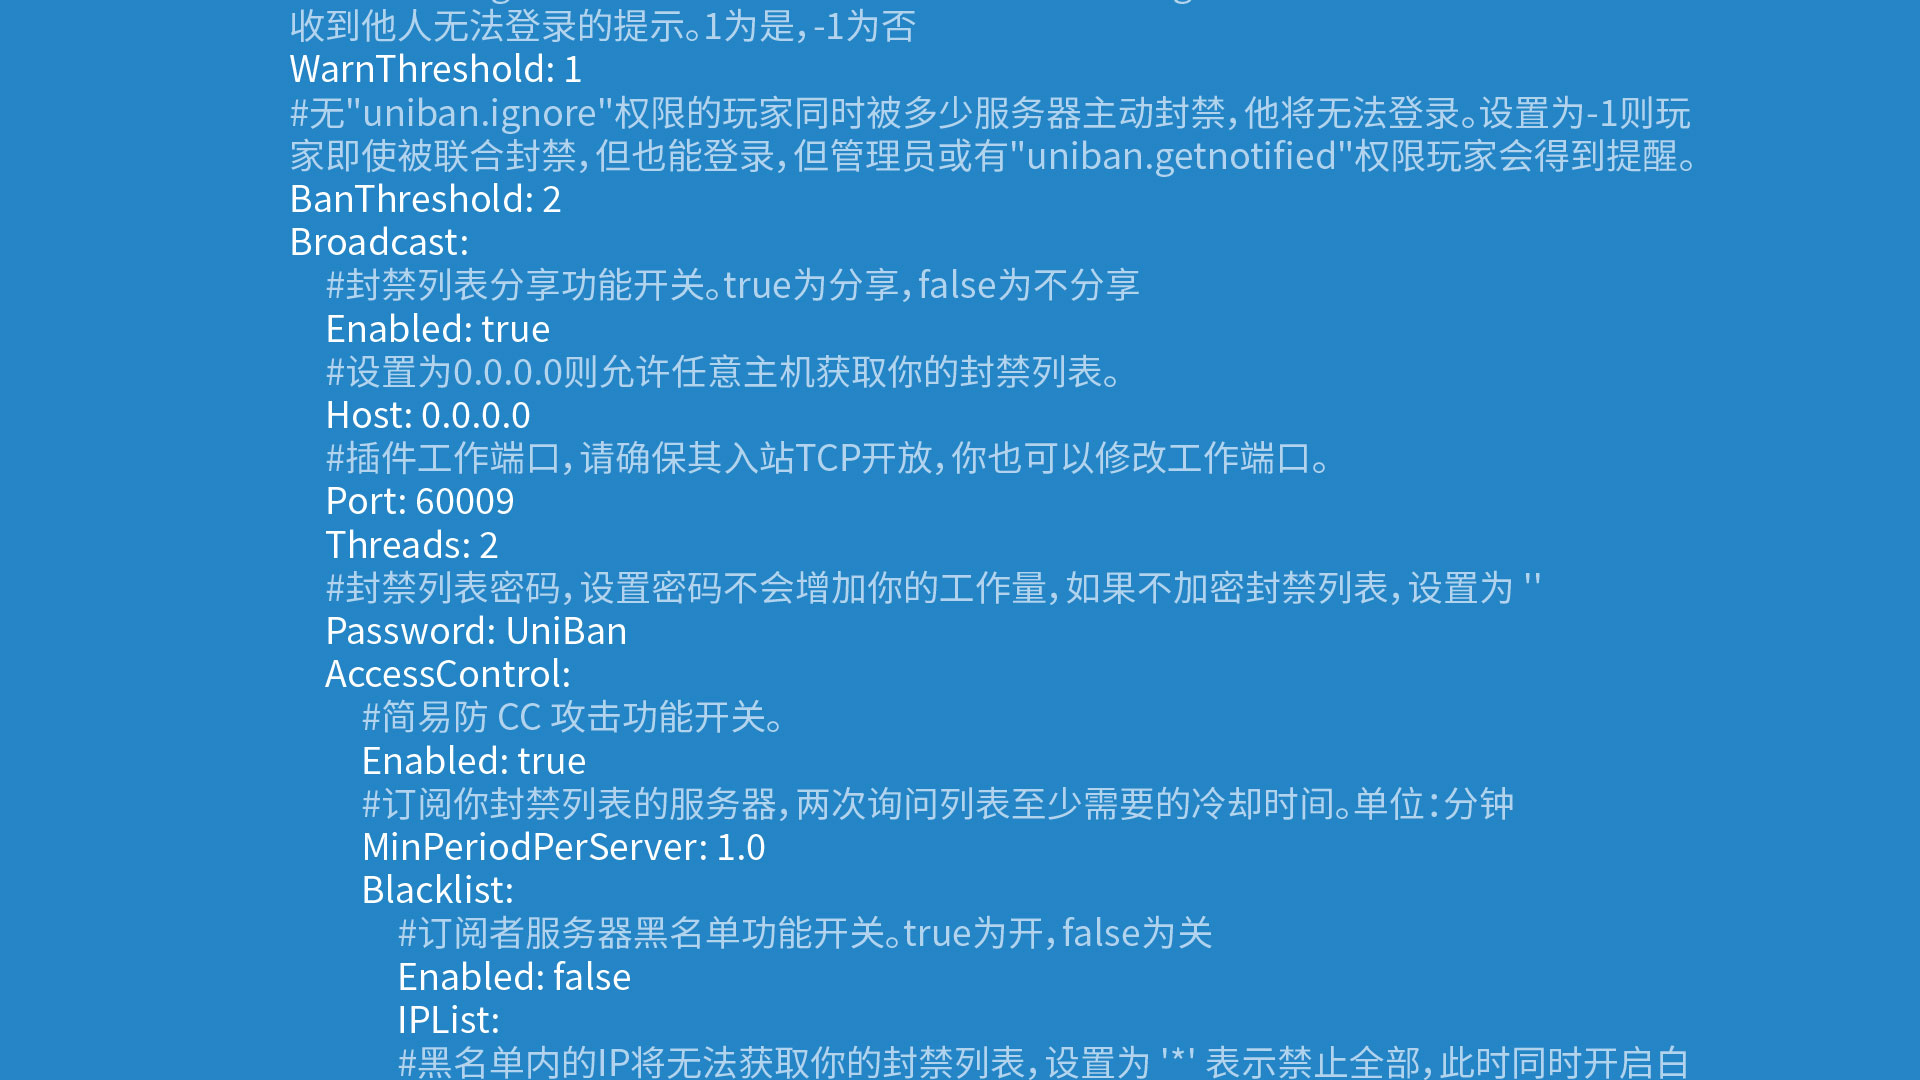 收到他人无法登录的提示。1为是，-1为否
WarnThreshold: 1
#无"uniban.ignore"权限的玩家同时被多少服务器主动封禁，他将无法登录。设置为-1则玩
家即使被联合封禁，但也能登录，但管理员或有"uniban.getnotified"权限玩家会得到提醒。
BanThreshold: 2
Broadcast:
#封禁列表分享功能开关。true为分享，false为不分享
Enabled: true
#设置为0.0.0.0则允许任意主机获取你的封禁列表。
Host: 0.0.0.0
#插件工作端口，请确保其入站TCP开放，你也可以修改工作端口。
Port: 60009
Threads: 2
#封禁列表密码，设置密码不会增加你的工作量，如果不加密封禁列表，设置为 ''
Password: UniBan
AccessControl:
#简易防 CC 攻击功能开关。
Enabled: true
#订阅你封禁列表的服务器，两次询问列表至少需要的冷却时间。单位：分钟
MinPeriodPerServer: 1.0
Blacklist:
#订阅者服务器黑名单功能开关。true为开，false为关
Enabled: false
IPList:
#黑名单内的IP将无法获取你的封禁列表，设置为 '*' 表示禁止全部，此时同时开启白